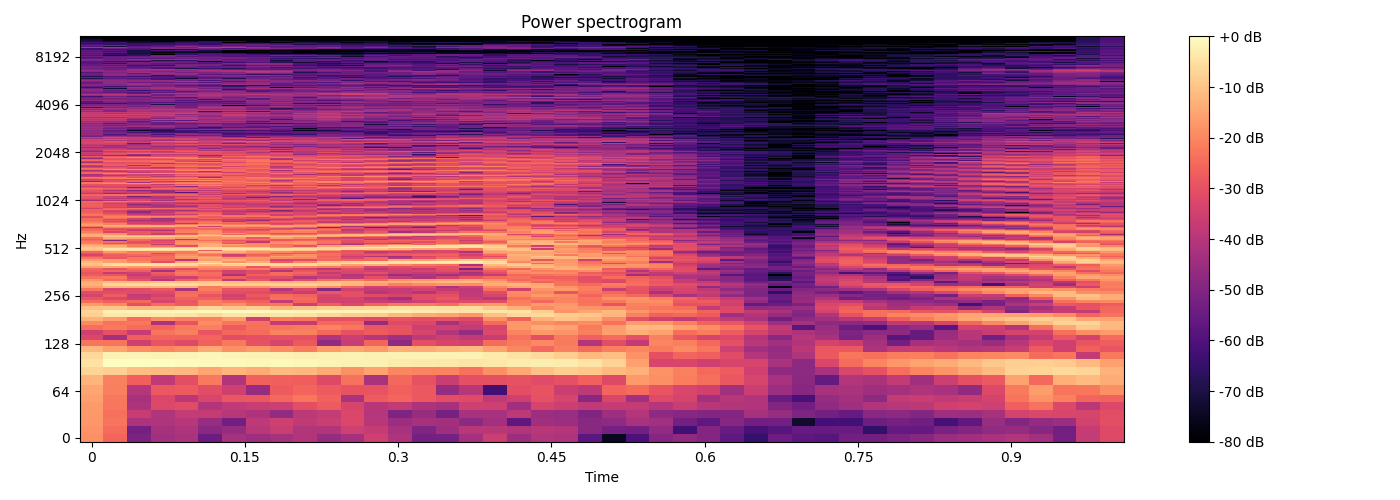 Power spectrogram
Hz
8192
4096
2048
1024
512
256
128
64
0
0 0.15 0.3 0.45 0.6 0.75 0.9
Time
+0 dB
-10 dB
-20 dB
-30 dB
-40 dB
-50 dB
-60 dB
-70 dB
-80 dB